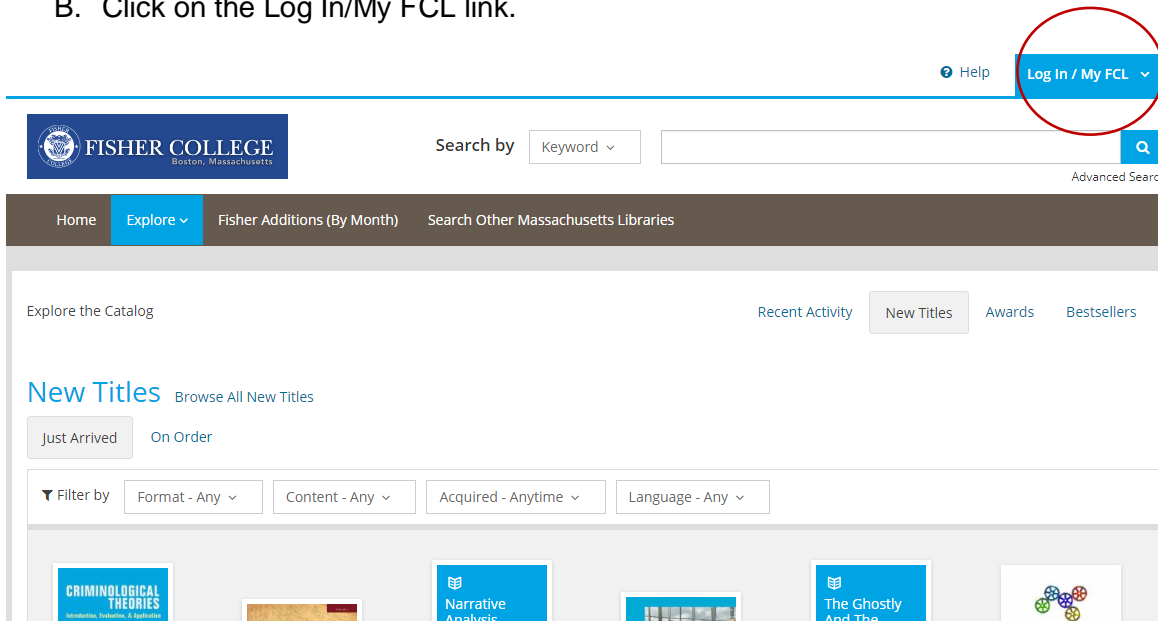 B. Click on the Log In/My FCL link.
Help
Log In / My FCL
FISHER COLLEGE
Boston, Massachusetts
Search by
Keyword
Advanced Searc
Home
Explore
Fisher Additions (By Month)
Search Other Massachusetts Libraries
Explore the Catalog
Recent Activity
New Titles
Awards
Bestsellers
New Titles
Browse All New Titles
Just Arrived
On Order
Filter by
Format - Any
Content - Any
Acquired - Anytime
Language - Any
CRIMINOLOGICAL
THEORIES
Introduction, Evaluation, & Application
Narrative
Analysis
The Ghostly
And The